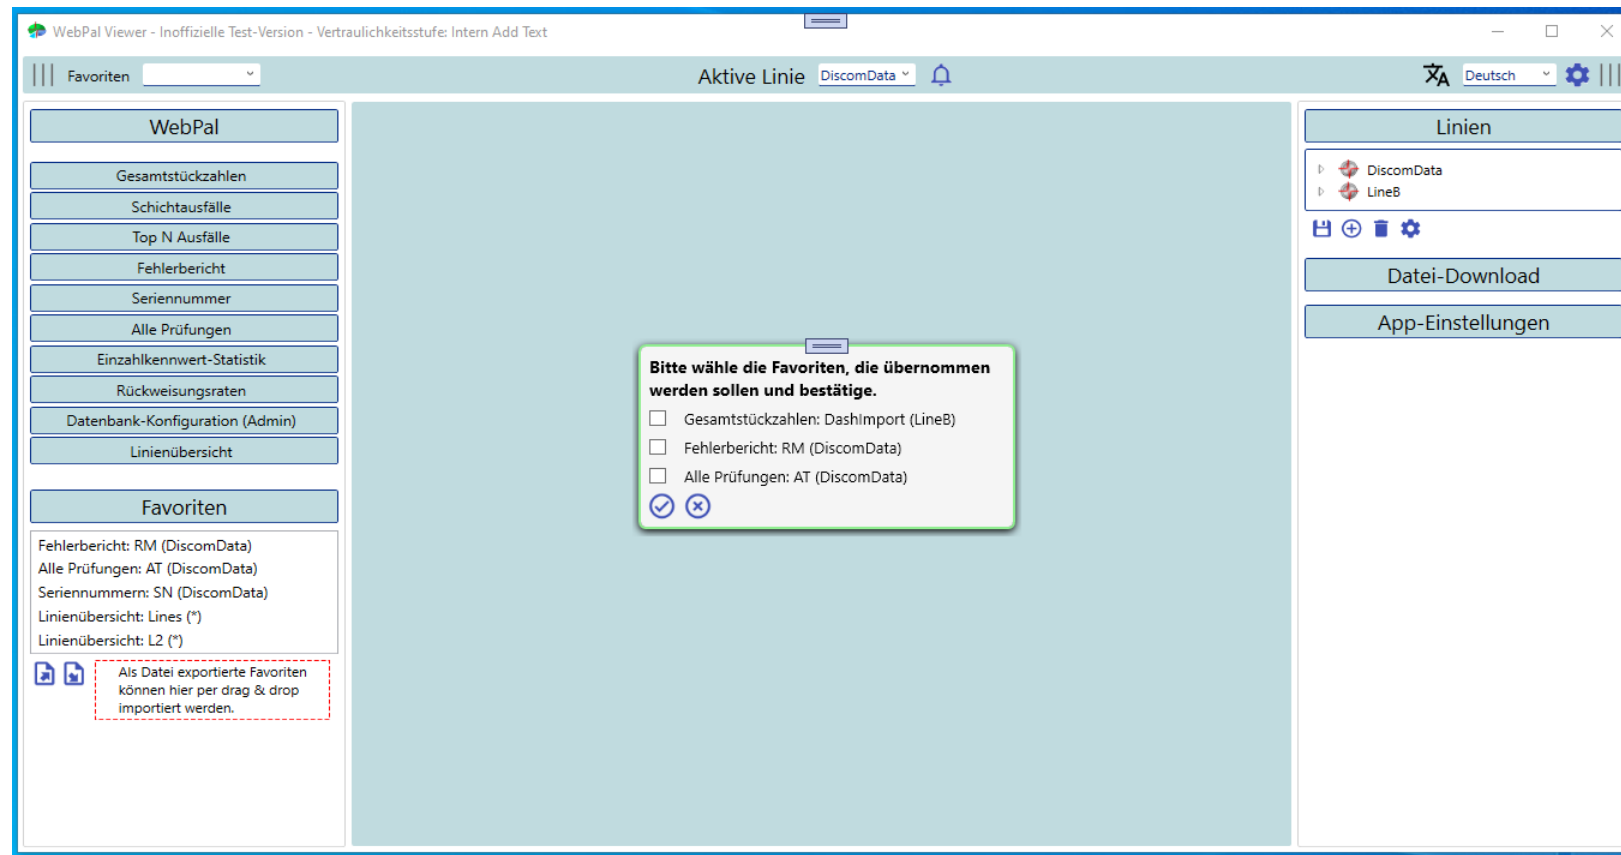 WebPal Viewer - Inoffizielle Test-Version - Vertraulichkeitsstufe: Intern Add Text
Favoriten
Aktive Linie DiscomData
Deutsch
WebPal
Gesamtstückzahlen
Schichtausfälle
Top N Ausfälle
Fehlerbericht
Seriennummer
Alle Prüfungen
Einzahlkennwert-Statistik
Rückweisungsraten
Datenbank-Konfiguration (Admin)
Linienübersicht
Favoriten
Fehlerbericht: RM (DiscomData)
Alle Prüfungen: AT (DiscomData)
Seriennummern: SN (DiscomData)
Linienübersicht: Lines (*)
Linienübersicht: L2 (*)
Als Datei exportierte Favoriten
können hier per drag & drop
importiert werden.
Bitte wähle die Favoriten, die übernommen
werden sollen und bestätige.
Gesamtstückzahlen: DashImport (LineB)
Fehlerbericht: RM (DiscomData)
Alle Prüfungen: AT (DiscomData)
Linien
DiscomData
LineB
Datei-Download
App-Einstellungen